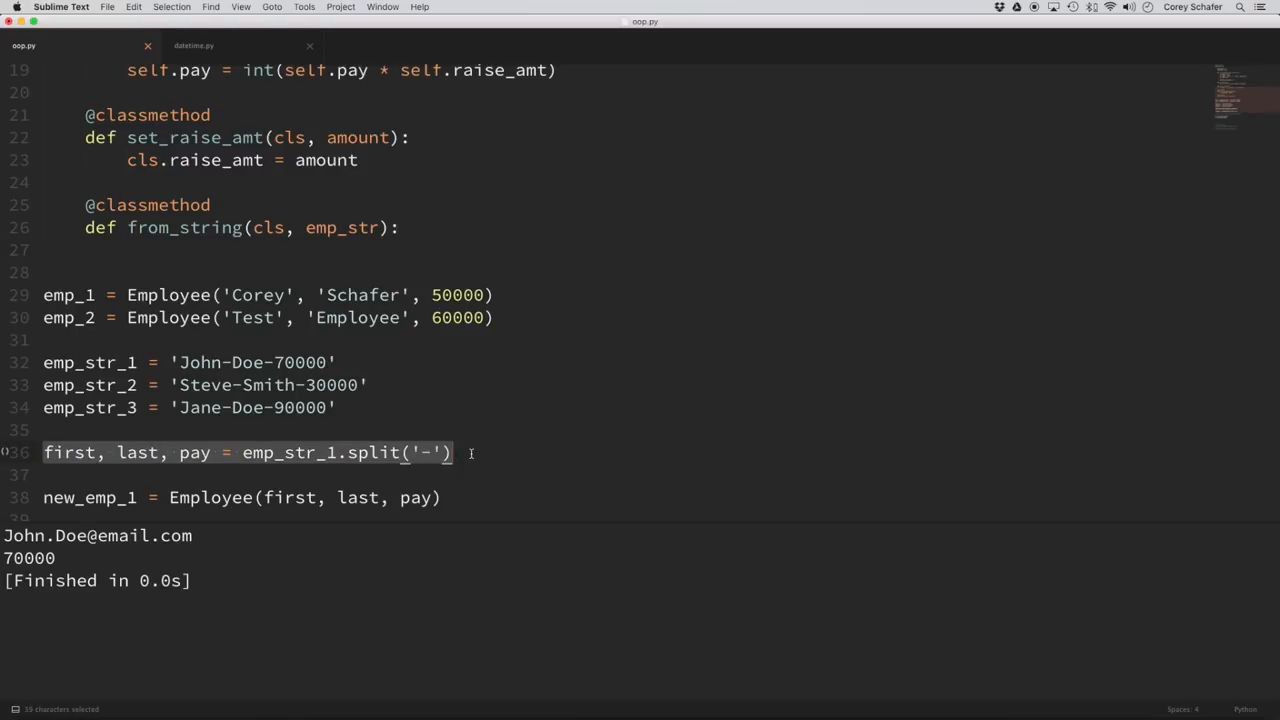 Sublime Text File Edit Selection Find View Goto Tools Project Window Help Corey Schafer
oop.py
oop.py datetime.py
19 self.pay = int(self.pay * self.raise_amt)
20
21 @classmethod
22 def set_raise_amt(cls, amount):
23 cls.raise_amt = amount
24
25 @classmethod
26 def from_string(cls, emp_str):
27
28
29 emp_1 = Employee('Corey', 'Schafer', 50000)
30 emp_2 = Employee('Test', 'Employee', 60000)
31
32 emp_str_1 = 'John-Doe-70000'
33 emp_str_2 = 'Steve-Smith-30000'
34 emp_str_3 = 'Jane-Doe-90000'
35
36 first, last, pay = emp_str_1.split('-')
37
38 new_emp_1 = Employee(first, last, pay)
39
John.Doe@email.com
70000
[Finished in 0.0s]
39 characters selected Spaces: 4 Python